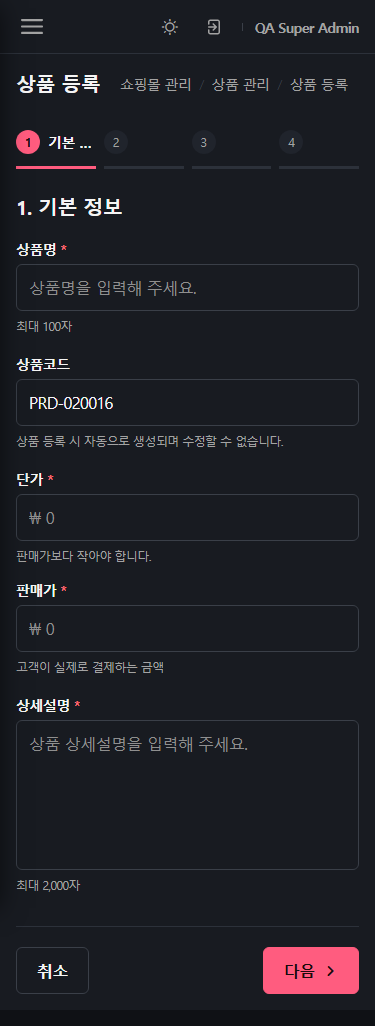 QA Super Admin
상품 등록 쇼핑몰 관리 / 상품 관리 / 상품 등록
1 기본 ... 2 3 4
1. 기본 정보
상품명 *
상품명을 입력해 주세요.
최대 100자
상품코드
PRD-020016
상품 등록 시 자동으로 생성되며 수정할 수 없습니다.
단가 *
₩ 0
판매가보다 작아야 합니다.
판매가 *
₩ 0
고객이 실제로 결제하는 금액
상세설명 *
상품 상세설명을 입력해 주세요.
최대 2,000자
취소 다음